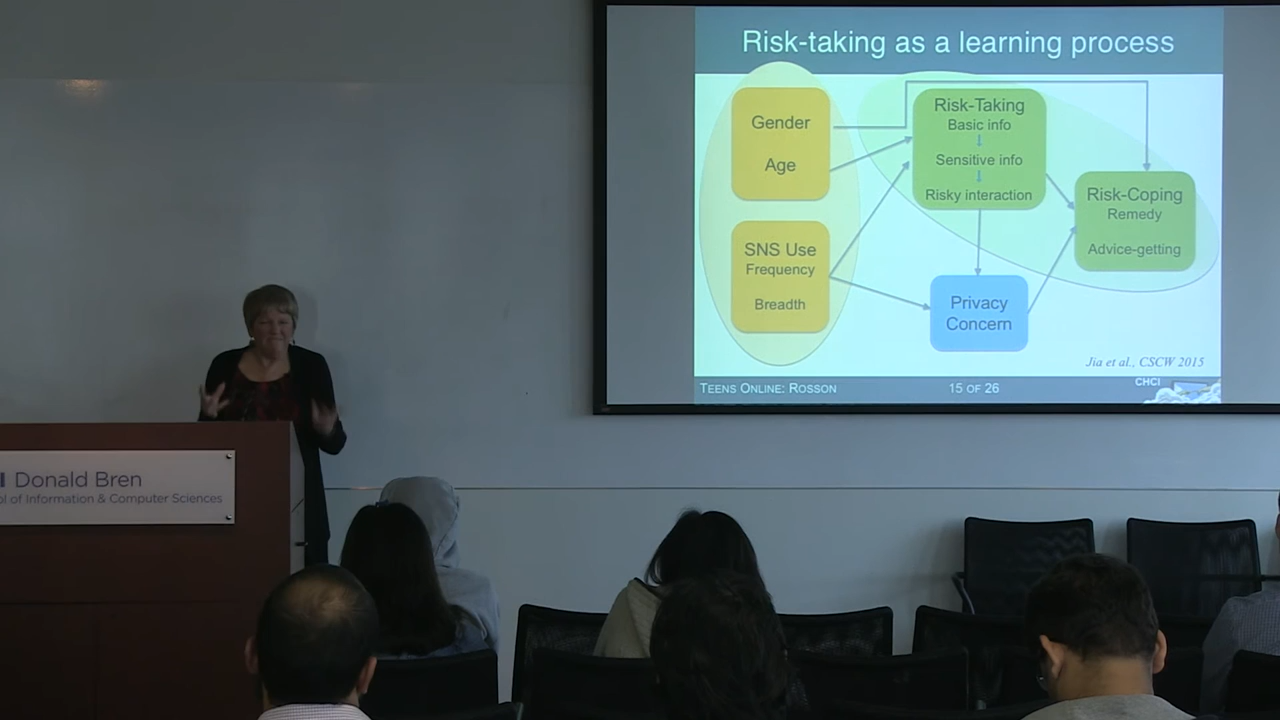 Risk-taking as a learning process
Gender
Age
SNS Use
Frequency
Breadth
Risk-Taking
Basic info
Sensitive info
Risky interaction
Privacy
Concern
Risk-Coping
Remedy
Advice-getting
Jia et al., CSCW 2015
TEENS ONLINE: ROSSON
15 OF 26
CHCI
Donald Bren
ol of Information & Computer Sciences